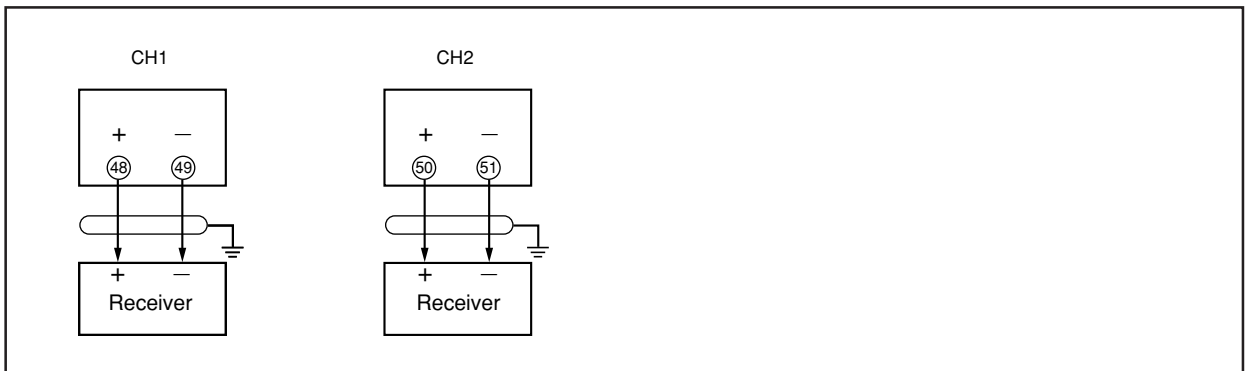 CH1
+ —
48 49
+ —
Receiver
CH2
+ —
50 51
+ —
Receiver